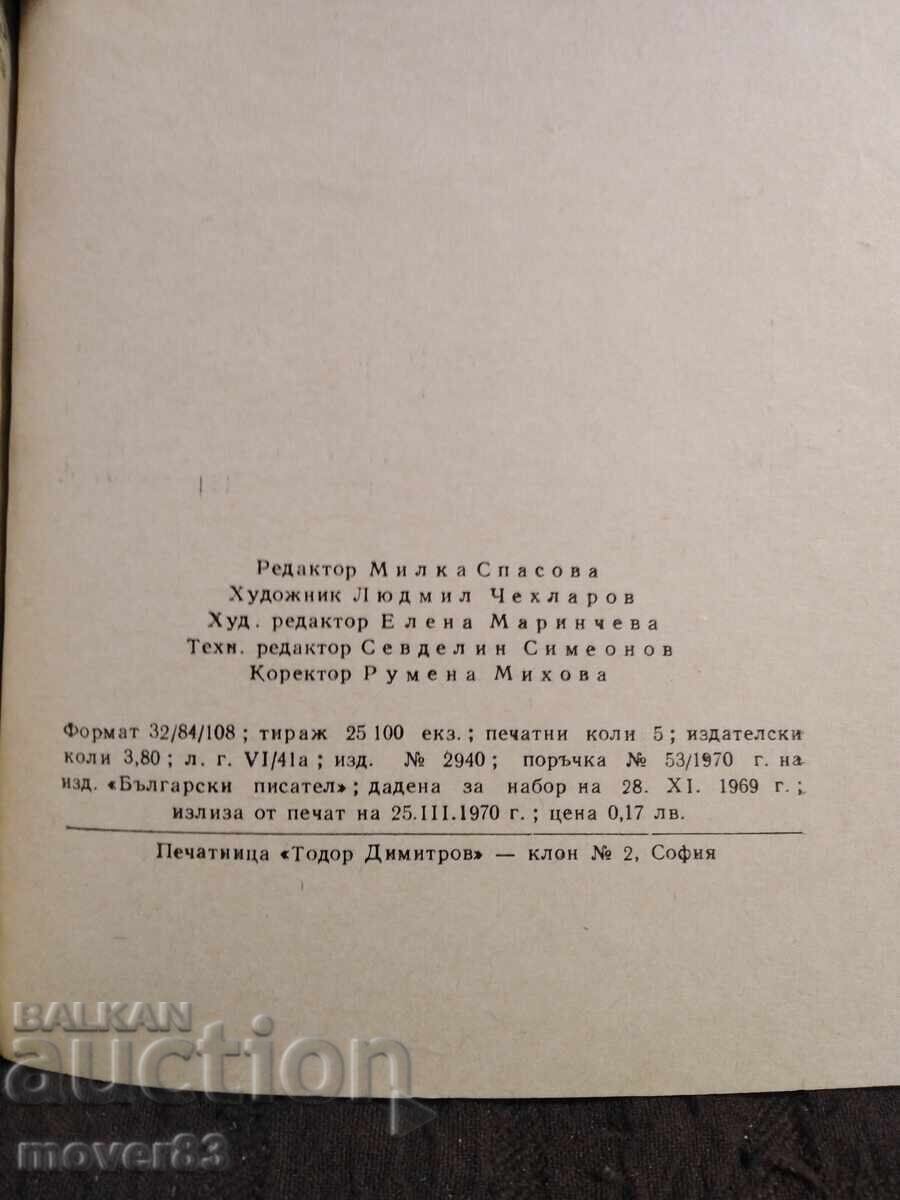 Редактор Милка Спасова
Художник Людмил Чехларов
Худ. редактор Елена Маринчева
Техн. редактор Севделин Симеонов
Коректор Румена Михова
Формат 32/84/108; тираж 25 100 екз.; печатни коли 5; издателски
коли 3,80; л. г. VI/41а; изд. № 2940; поръчка № 53/1970 г. на
изд. «Български писател»; дадена за набор на 28. XI. 1969 г.;
излиза от печат на 25.III.1970 г.; цена 0,17 лв.
Печатница «Тодор Димитров» — клон № 2, София
BALKAN
auction
mover83